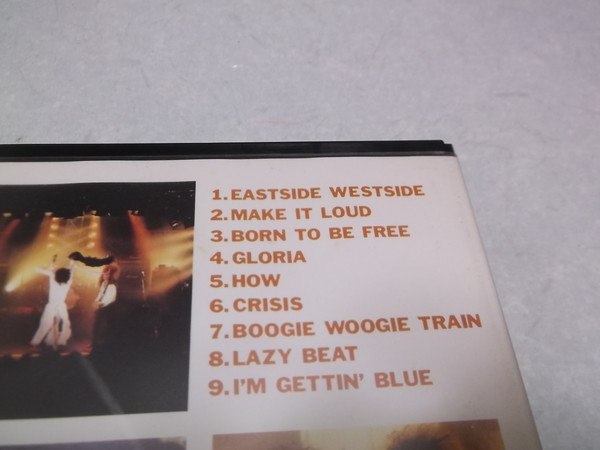 1.EASTSIDE WESTSIDE
2.MAKE IT LOUD
3.BORN TO BE FREE
4.GLORIA
5.HOW
6.CRISIS
7.BOOGIE WOOGIE TRAIN
8.LAZY BEAT
9.I'M GETTIN' BLUE